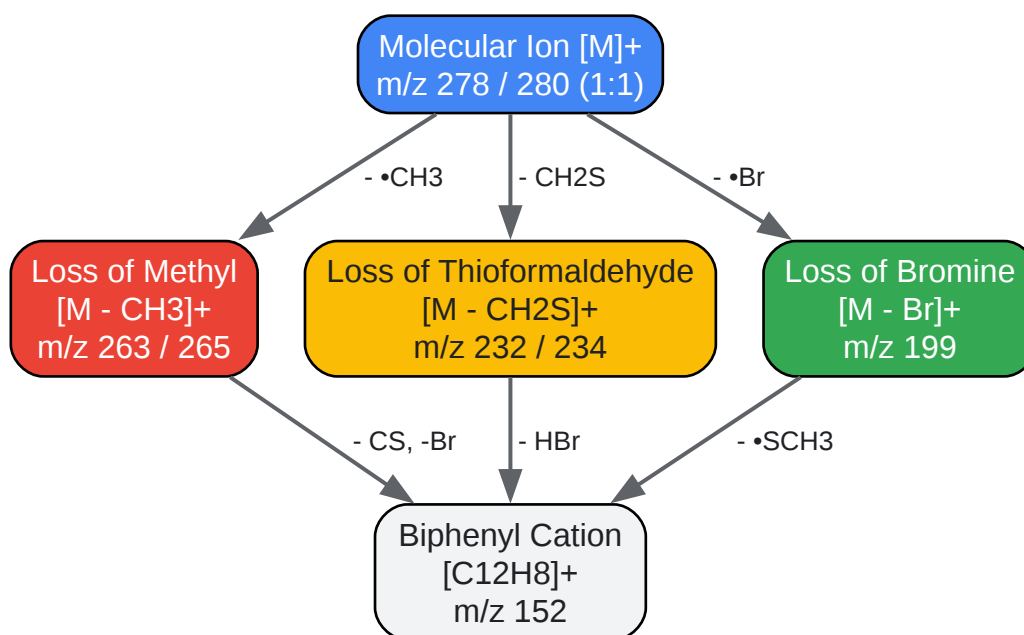 Molecular Ion [M]+
m/z 278 / 280 (1:1)
- •CH3
- CH2S
- •Br
Loss of Methyl
[M - CH3]+
m/z 263 / 265
Loss of Thioformaldehyde
[M - CH2S]+
m/z 232 / 234
Loss of Bromine
[M - Br]+
m/z 199
- CS, -Br
- HBr
- •SCH3
Biphenyl Cation
[C12H8]+
m/z 152